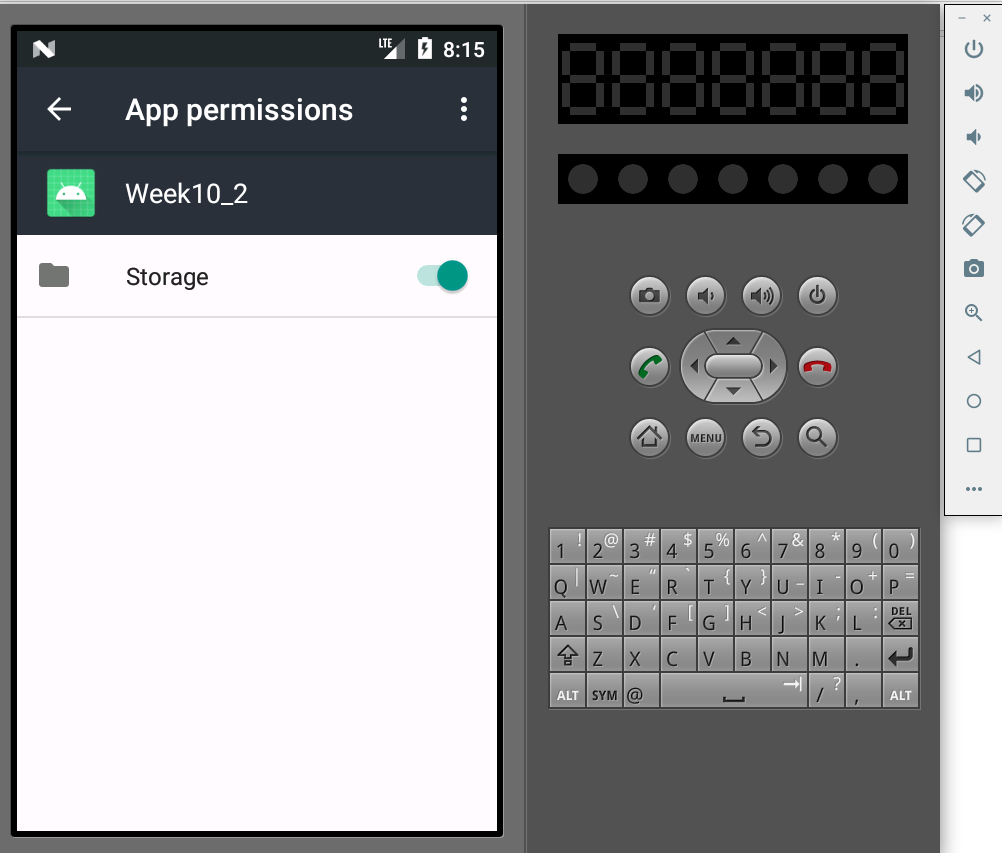 LTE 8:15
App permissions
Week10_2
Storage
MENU
1 ! 2 @ 3 # 4 $ 5 % 6 ^ 7 & 8 * 9 ( 0 )
Q | W ~ E “ R ` T { Y } U _ I - O + P =
A S \ D ‘ F [ G ] H < J > K ; L : DEL
Z X C V B N M .
ALT SYM @ / ? , ALT